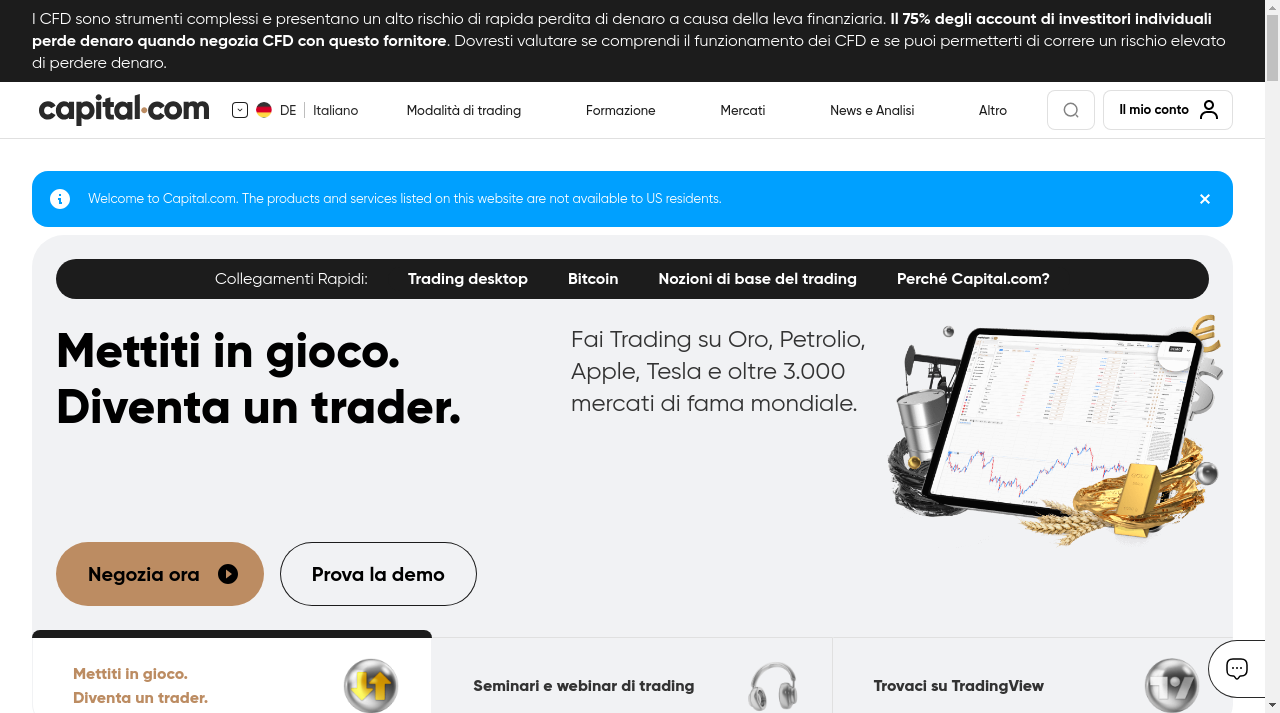 I CFD sono strumenti complessi e presentano un alto rischio di rapida perdita di denaro a causa della leva finanziaria. Il 75% degli account di investitori individuali
perde denaro quando negozia CFD con questo fornitore. Dovresti valutare se comprendi il funzionamento dei CFD e se puoi permetterti di correre un rischio elevato
di perdere denaro.
capital.com DE Italiano Modalità di trading Formazione Mercati News e Analisi Altro Il mio conto
Welcome to Capital.com. The products and services listed on this website are not available to US residents.
Collegamenti Rapidi: Trading desktop Bitcoin Nozioni di base del trading Perché Capital.com?
Mettiti in gioco.
Diventa un trader.
Fai Trading su Oro, Petrolio,
Apple, Tesla e oltre 3.000
mercati di fama mondiale.
Negozia ora Prova la demo
Mettiti in gioco.
Diventa un trader.
Seminari e webinar di trading
Trovaci su TradingView